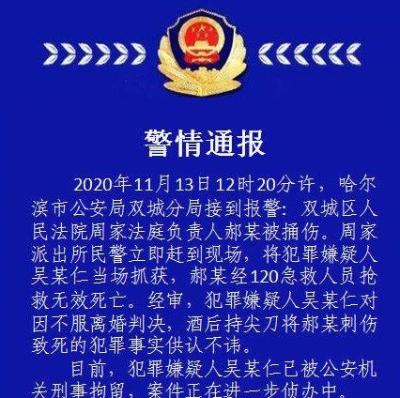 警情通报
2020年11月13日12时20分许，哈尔
滨市公安局双城分局接到报警：双城区人
民法院周家法庭负责人郝某被捅伤。周家
派出所民警立即赶到现场，将犯罪嫌疑人
吴某仁当场抓获，郝某经120急救人员抢
救无效死亡。经审，犯罪嫌疑人吴某仁对
因不服离婚判决，酒后持尖刀将郝某刺伤
致死的犯罪事实供认不讳。
目前，犯罪嫌疑人吴某仁已被公安机
关刑事拘留，案件正在进一步侦办中。